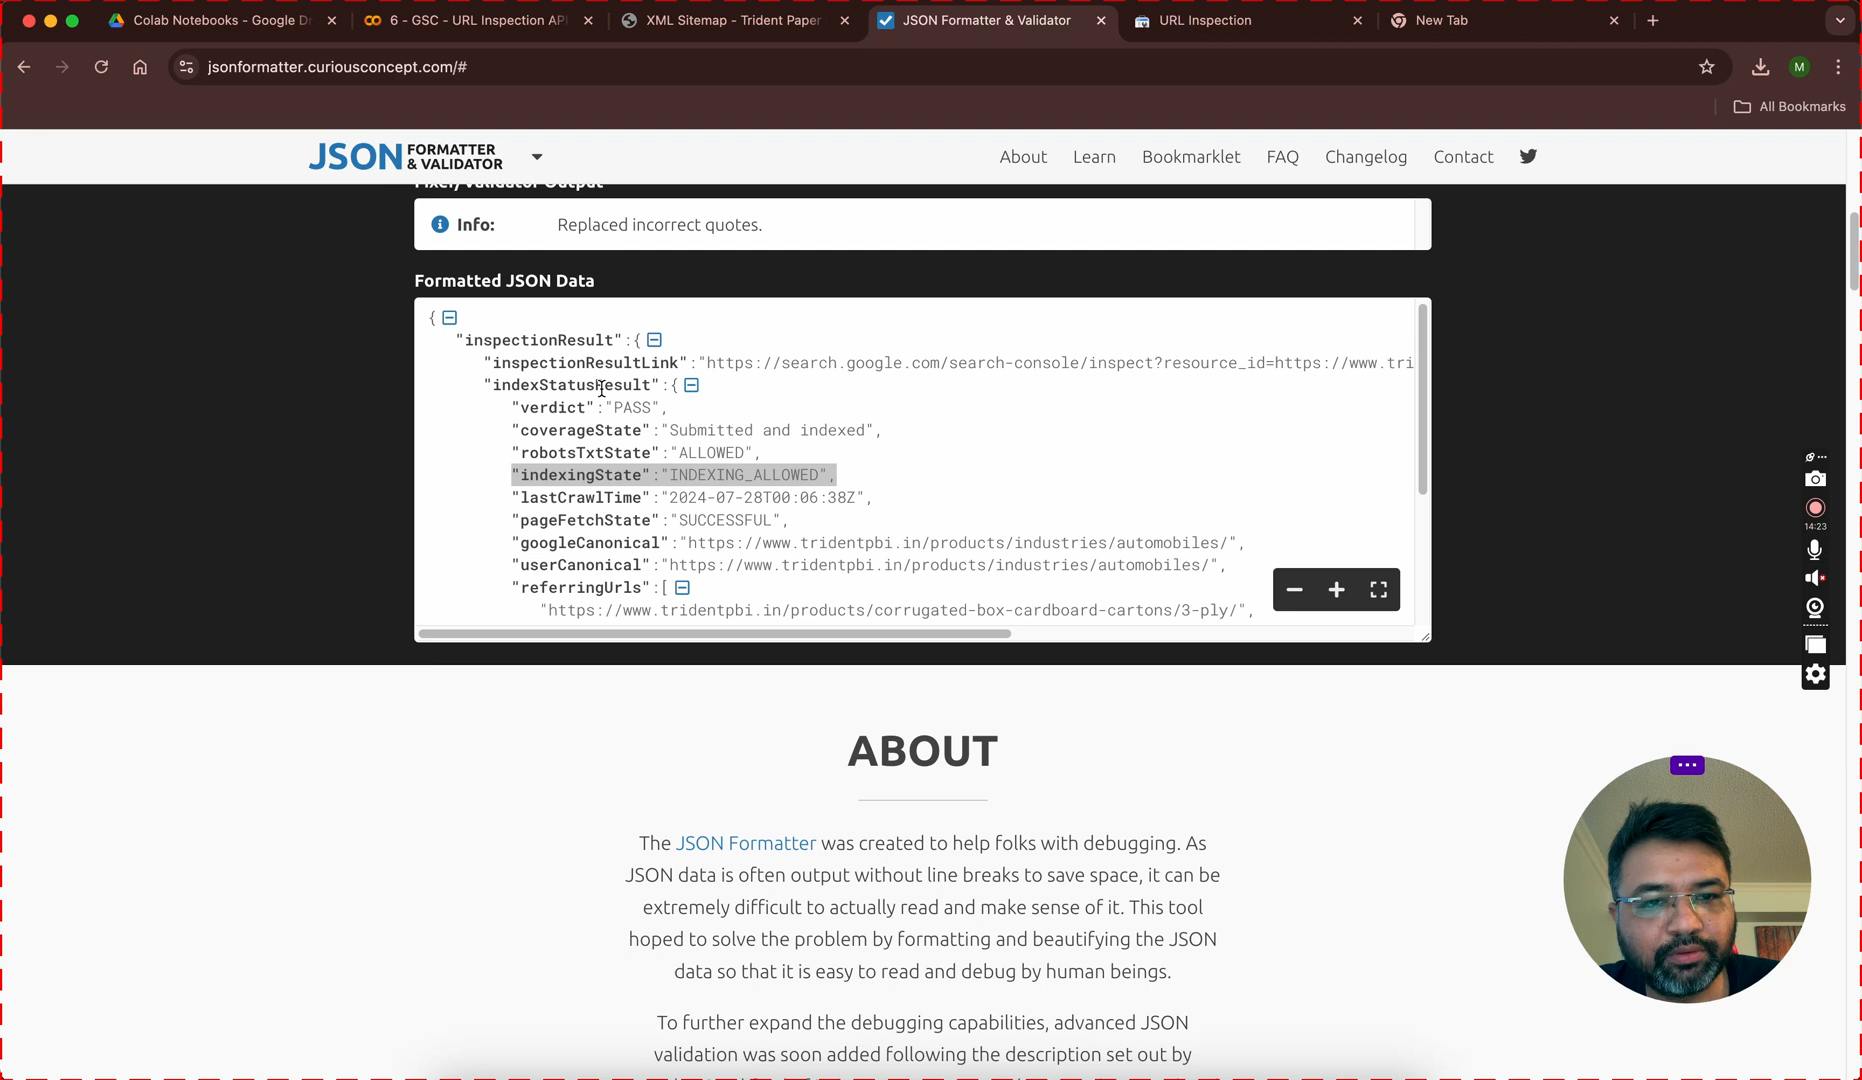 Colab Notebooks - Google Dr
6 - GSC - URL Inspection AP
XML Sitemap - Trident Paper
JSON Formatter & Validator
URL Inspection
New Tab
jsonformatter.curiousconcept.com/#
M
All Bookmarks
JSON FORMATTER & VALIDATOR
About
Learn
Bookmarklet
FAQ
Changelog
Contact
Fixer/Validator Output
Info: Replaced incorrect quotes.
Formatted JSON Data
{
"inspectionResult":{
"inspectionResultLink":"https://search.google.com/search-console/inspect?resource_id=https://www.tri
"indexStatusResult":{
"verdict":"PASS",
"coverageState":"Submitted and indexed",
"robotsTxtState":"ALLOWED",
"indexingState":"INDEXING_ALLOWED",
"lastCrawlTime":"2024-07-28T00:06:38Z",
"pageFetchState":"SUCCESSFUL",
"googleCanonical":"https://www.tridentpbi.in/products/industries/automobiles/",
"userCanonical":"https://www.tridentpbi.in/products/industries/automobiles/",
"referringUrls":[
"https://www.tridentpbi.in/products/corrugated-box-cardboard-cartons/3-ply/",
14:23
ABOUT
The JSON Formatter was created to help folks with debugging. As
JSON data is often output without line breaks to save space, it can be
extremely difficult to actually read and make sense of it. This tool
hoped to solve the problem by formatting and beautifying the JSON
data so that it is easy to read and debug by human beings.
To further expand the debugging capabilities, advanced JSON
validation was soon added following the description set out by